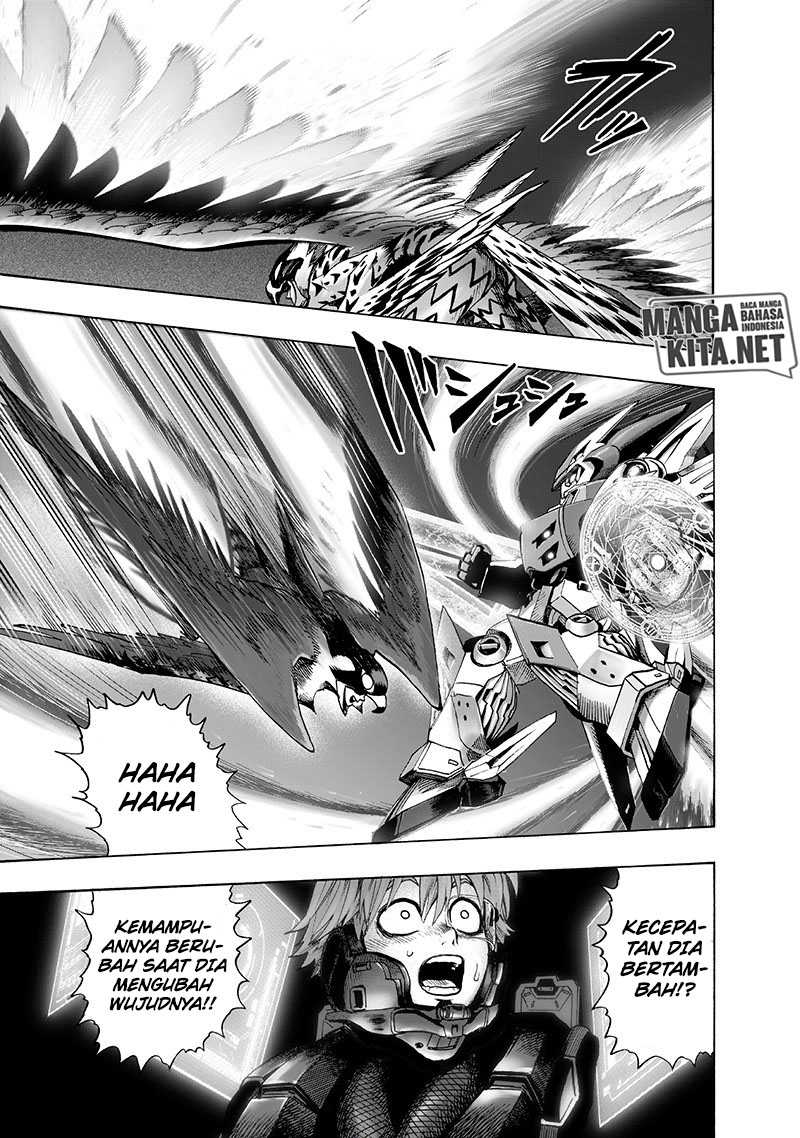 カッ
MANGA
KITA.NET
BACA MANGA
BAHASA
INDONESIA
バシュシュ
HAHA
HAHA
KECEPA-
TAN DIA
BERTAM-
BAH!?
KEMAMPU-
ANNYA BERU-
BAH SAAT DIA
MENGUBAH
WUJUDNYA!!